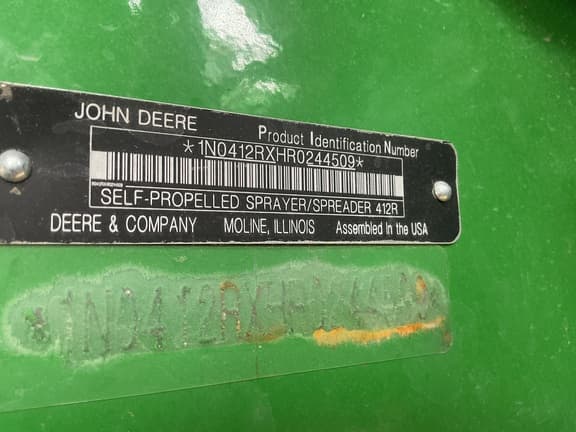 JOHN DEERE
Product Identification Number
*1N0412RXHR0244509*
SELF-PROPELLED SPRAYER/SPREADER 412R
DEERE & COMPANY MOLINE, ILLINOIS Assembled in the USA